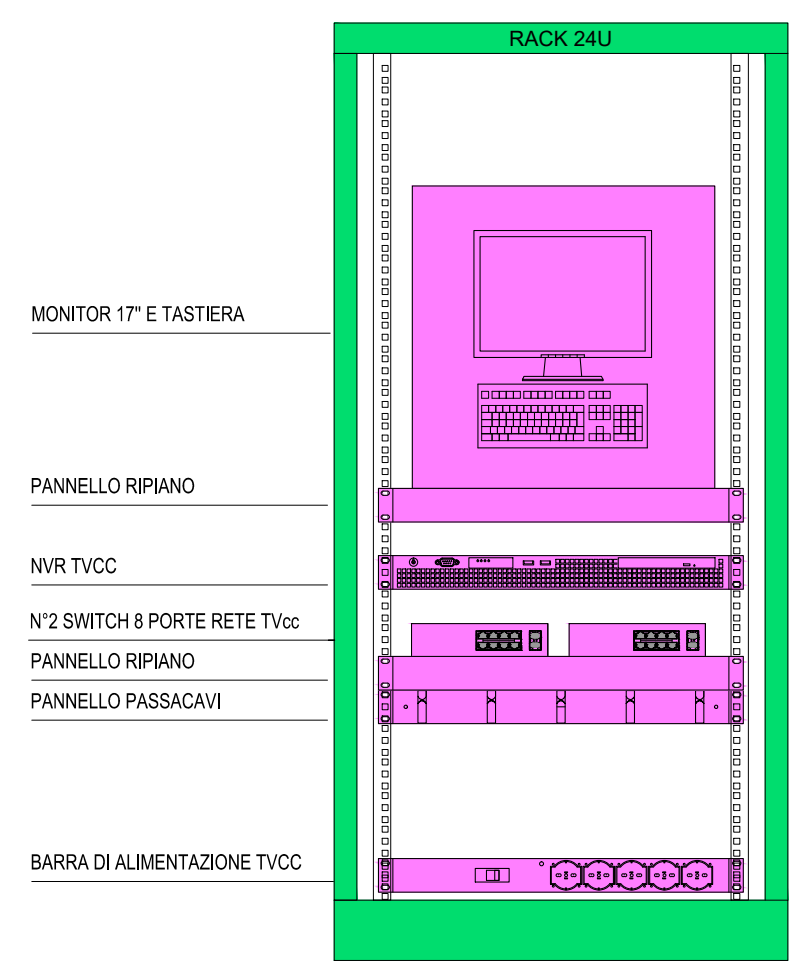 RACK 24U
MONITOR 17" E TASTIERA
PANNELLO RIPIANO
NVR TVCC
N°2 SWITCH 8 PORTE RETE TVcc
PANNELLO RIPIANO
PANNELLO PASSACAVI
BARRA DI ALIMENTAZIONE TVCC